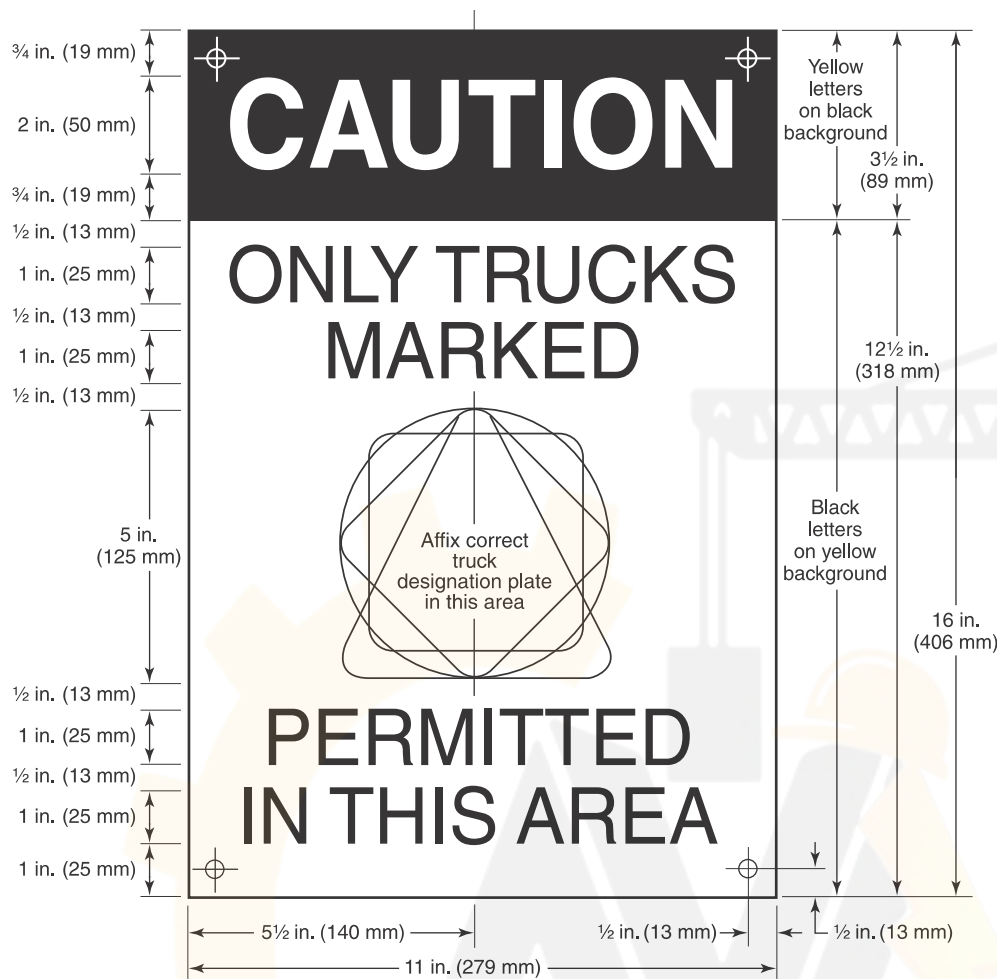 ¾ in. (19 mm)
2 in. (50 mm)
¾ in. (19 mm)
½ in. (13 mm)
1 in. (25 mm)
½ in. (13 mm)
1 in. (25 mm)
½ in. (13 mm)
5 in.
(125 mm)
½ in. (13 mm)
1 in. (25 mm)
½ in. (13 mm)
1 in. (25 mm)
1 in. (25 mm)
CAUTION
ONLY TRUCKS
MARKED
Affix correct
truck
designation plate
in this area
PERMITTED
IN THIS AREA
Yellow
letters
on black
background
3½ in.
(89 mm)
12½ in.
(318 mm)
Black
letters
on yellow
background
16 in.
(406 mm)
5½ in. (140 mm)
½ in. (13 mm)
½ in. (13 mm)
11 in. (279 mm)